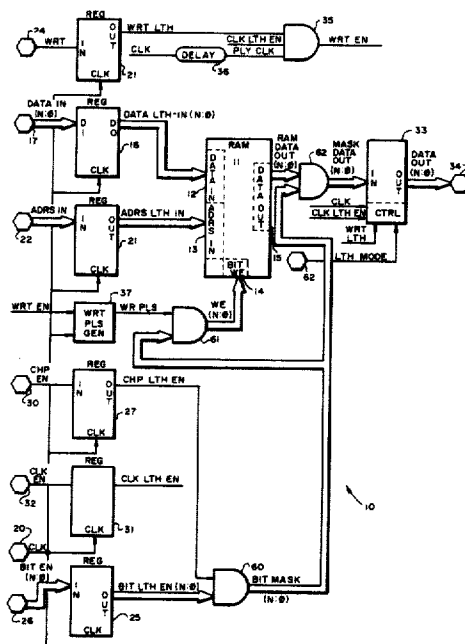 REG
24
WRT
IN
OUT
WRT LTH
CLK
21
CLK LTH EN
CLK
DELAY
PLY CLK
36
35
WRT EN
DATA IN
(N:0)
17
REG
DI
DO
DATA LTH-IN (N:0)
CLK
16
RAM
11
DATA IN
12
ADRS IN
13
DATA OUT
15
BIT
WE
14
RAM
DATA
OUT
(N:0)
62
MASK
DATA
OUT
(N:0)
33
IN
OUT
CTRL
DATA
OUT
(N:0)
34
CLK
CLK LTH EN
WRT
LTH
LTH MODE
62
ADRS IN
22
REG
IN
OUT
ADRS LTH IN
CLK
21
WRT EN
37
WRT
PLS
GEN
WR PLS
61
WE
(N:0)
CHP
EN
30
REG
IN
OUT
CHP LTH EN
CLK
27
CLK
EN
32
REG
CLK LTH EN
31
20
CLK
BIT EN
(N:0)
26
REG
IN
OUT
BIT LTH EN (N:0)
CLK
25
60
BIT MASK
(N:0)
10